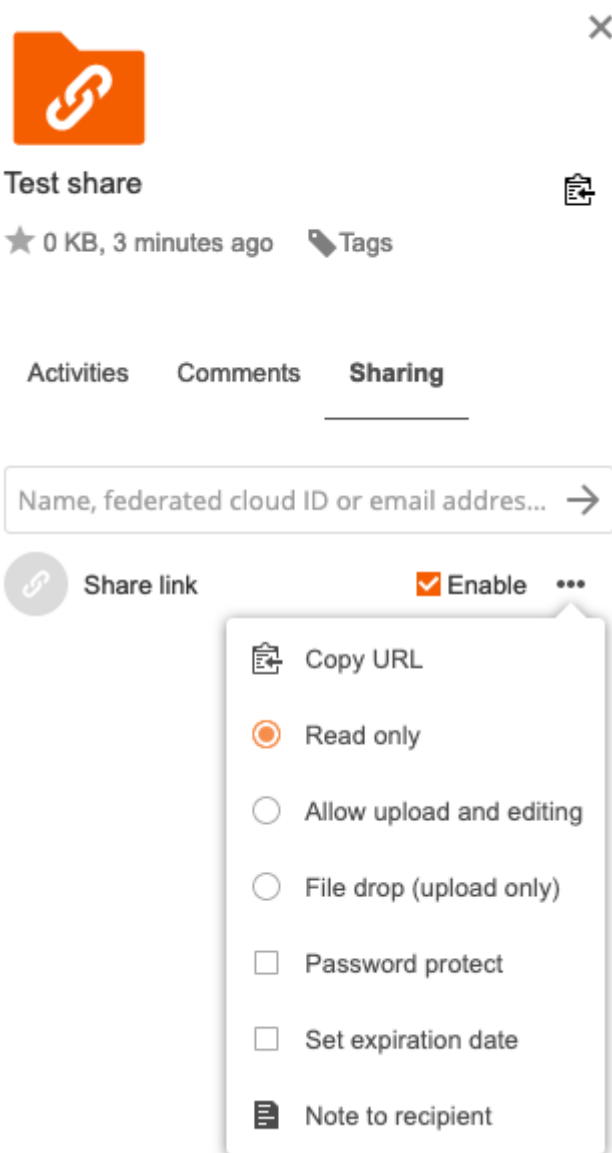 Test share
0 KB, 3 minutes ago Tags
Activities Comments Sharing
Name, federated cloud ID or email addres...
Share link Enable
Copy URL
Read only
Allow upload and editing
File drop (upload only)
Password protect
Set expiration date
Note to recipient